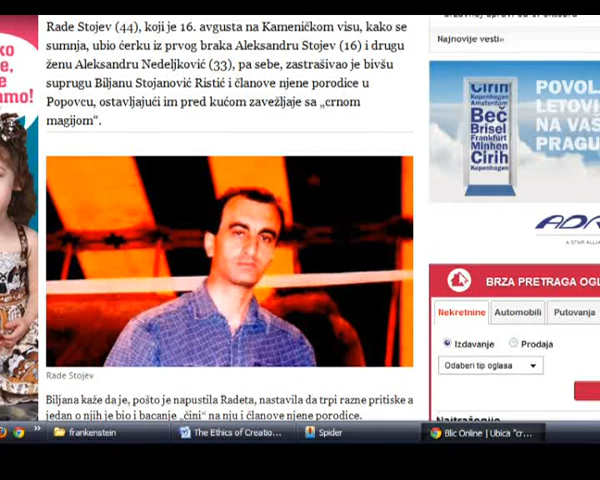 Rade Stojev (44), koji je 16. avgusta na Kameničkom visu, kako se
sumnja, ubio ćerku iz prvog braka Aleksandru Stojev (16) i drugu
ženu Aleksandru Nedeljković (33), pa sebe, zastrašivao je bivšu
suprugu Biljanu Stojanović Ristić i članove njene porodice u
Popovcu, ostavljajući im pred kućom zavežljaje sa „crnom
magijom“.
Rade Stojev
Biljana kaže da je, pošto je napustila Radeta, nastavila da trpi razne pritiske a
jedan o njih je bio i bacanje „čini“ na nju i članove njene porodice.
ko
e,
e
amo!
Najnovije vesti»
Cirih
Kopenhagen
Amsterdam
Beč
Brisel
Frankfurt
Minhen
Cirih
Kopenhagen
POVOL
LETOVI
NA VAŠ
PRAGU
ADR
A STAR ALLIA
BRZA PRETRAGA OGL
Nekretnine
Automobili
Putovanja
Izdavanje
Prodaja
Odaberi tip oglasa
Najtraženije
frankenstein
The Ethics of Creatio...
Spider
Blic Online | Ubica "cr...